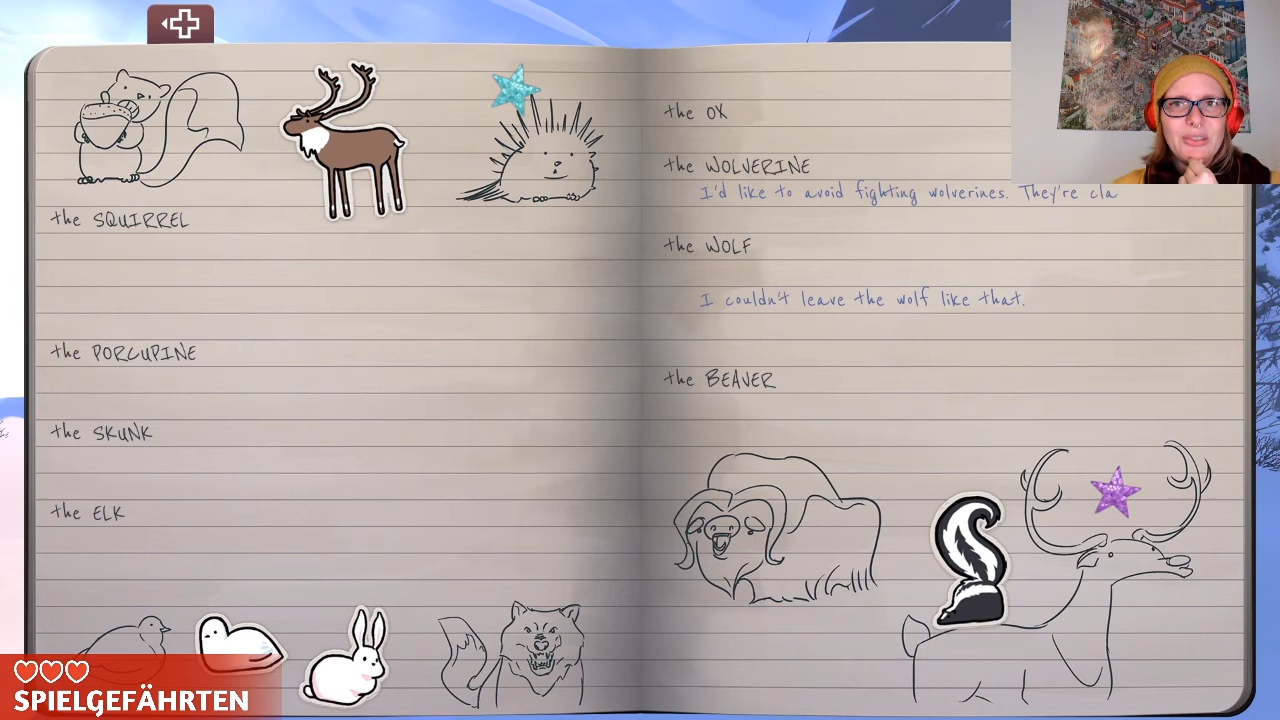 the SQUIRREL
the PORCUPINE
the SKUNK
the ELK
the OX
the WOLVERINE
I'd like to avoid fighting wolverines. They're cla
the WOLF
I couldn't leave the wolf like that.
the BEAVER
SPIELGEFÄHRTEN